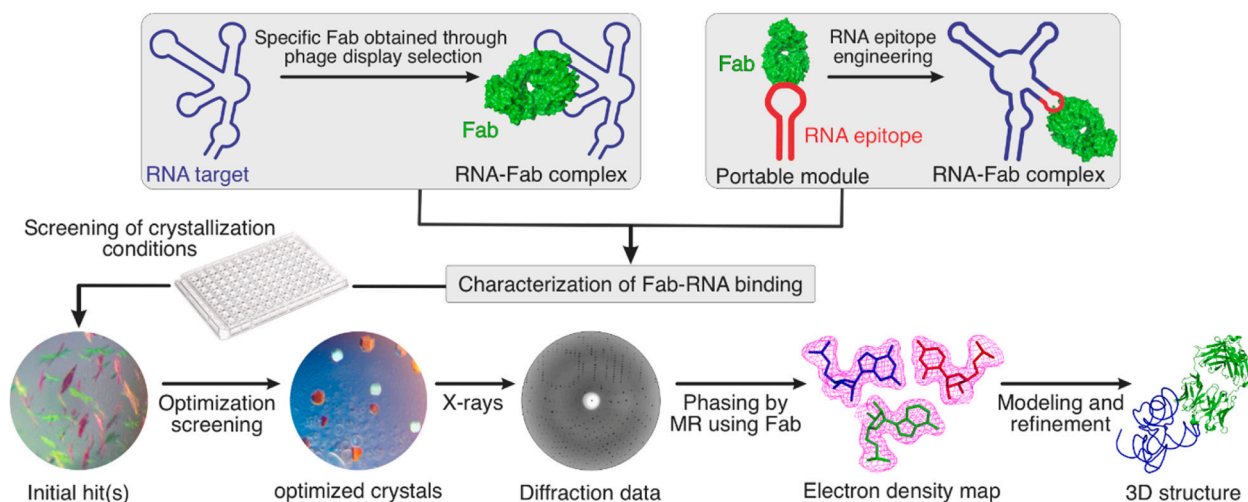 Specific Fab obtained through
phage display selection
Fab
RNA target
RNA-Fab complex
Fab
RNA epitope
engineering
RNA epitope
Portable module
RNA-Fab complex
Screening of crystallization
conditions
Characterization of Fab-RNA binding
Optimization
screening
X-rays
Phasing by
MR using Fab
Modeling and
refinement
Initial hit(s)
optimized crystals
Diffraction data
Electron density map
3D structure